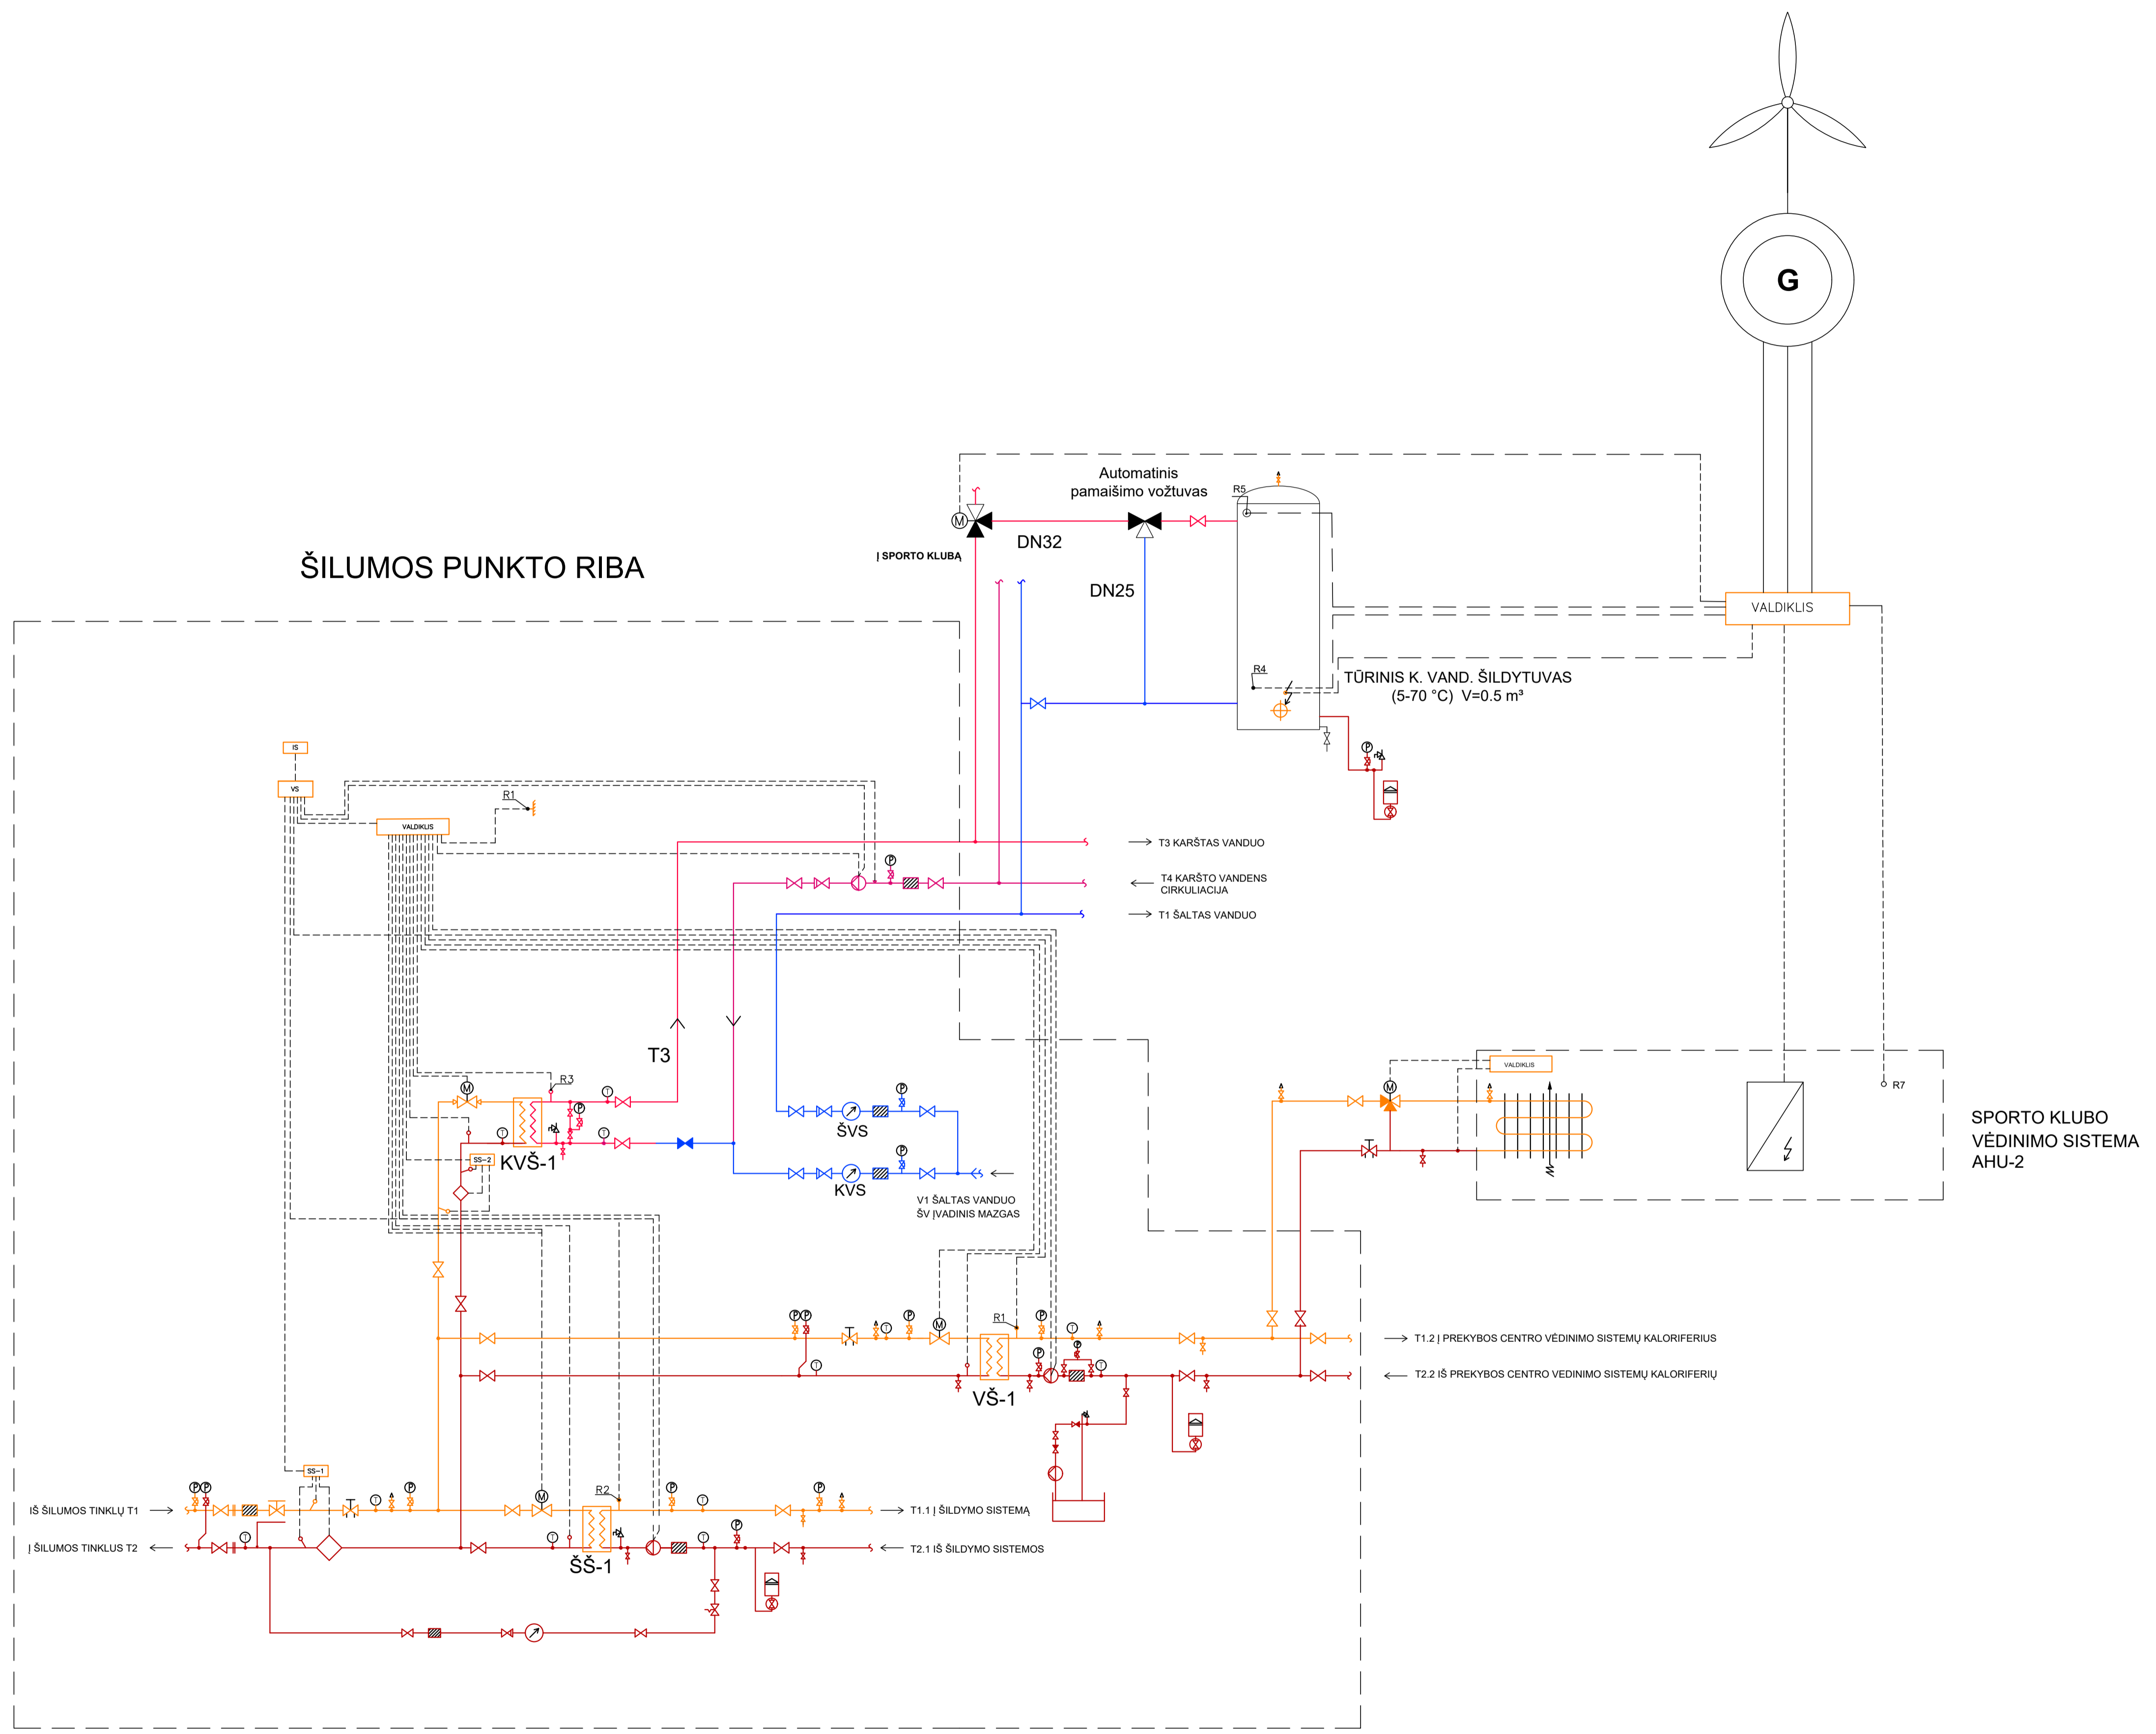 G
Automatinis
pamaišimo vožtuvas
R5
M
DN32
Į SPORTO KLUBĄ
ŠILUMOS PUNKTO RIBA
DN25
VALDIKLIS
R4
TŪRINIS K. VAND. ŠILDYTUVAS
(5-70 °C) V=0.5 m³
P
IS
VS
R1
VALDIKLIS
T3 KARŠTAS VANDUO
P
T4 KARŠTO VANDENS
CIRKULIACIJA
T1 ŠALTAS VANDUO
T3
VALDIKLIS
R3
M
T
P
P
M
R7
ŠVS
SPORTO KLUBO
VĖDINIMO SISTEMA
AHU-2
T
T
SS-2
KVŠ-1
P
KVS
V1 ŠALTAS VANDUO
ŠV ĮVADINIS MAZGAS
P P
T
P
M
R1
P
T
T1.2 Į PREKYBOS CENTRO VĖDINIMO SISTEMŲ KALORIFERIUS
T
P
P
T
T2.2 IŠ PREKYBOS CENTRO VEDINIMO SISTEMŲ KALORIFERIŲ
VŠ-1
SS-1
P P
T
P
M
R2
P
T
P
IŠ ŠILUMOS TINKLŲ T1
T1.1 Į ŠILDYMO SISTEMĄ
T
T
T
P
Į ŠILUMOS TINKLUS T2
T2.1 IŠ ŠILDYMO SISTEMOS
ŠŠ-1